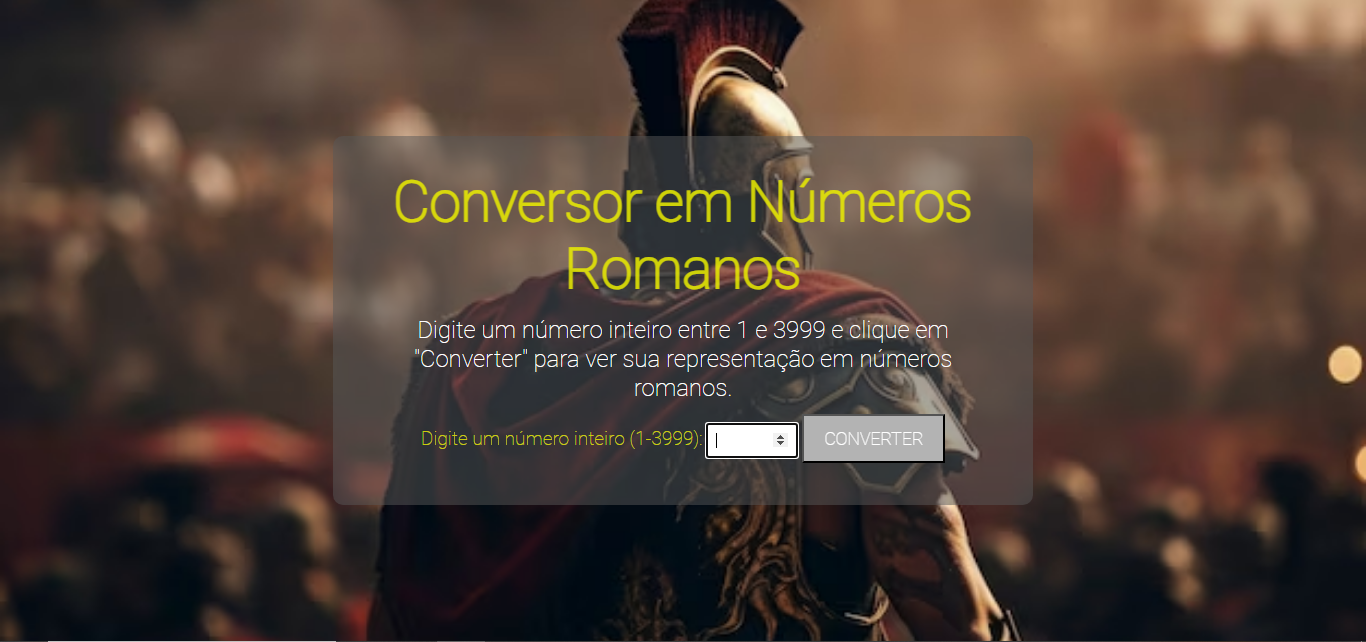 Conversor em Números
Romanos
Digite um número inteiro entre 1 e 3999 e clique em
"Converter" para ver sua representação em números
romanos.
Digite um número inteiro (1-3999):
CONVERTER